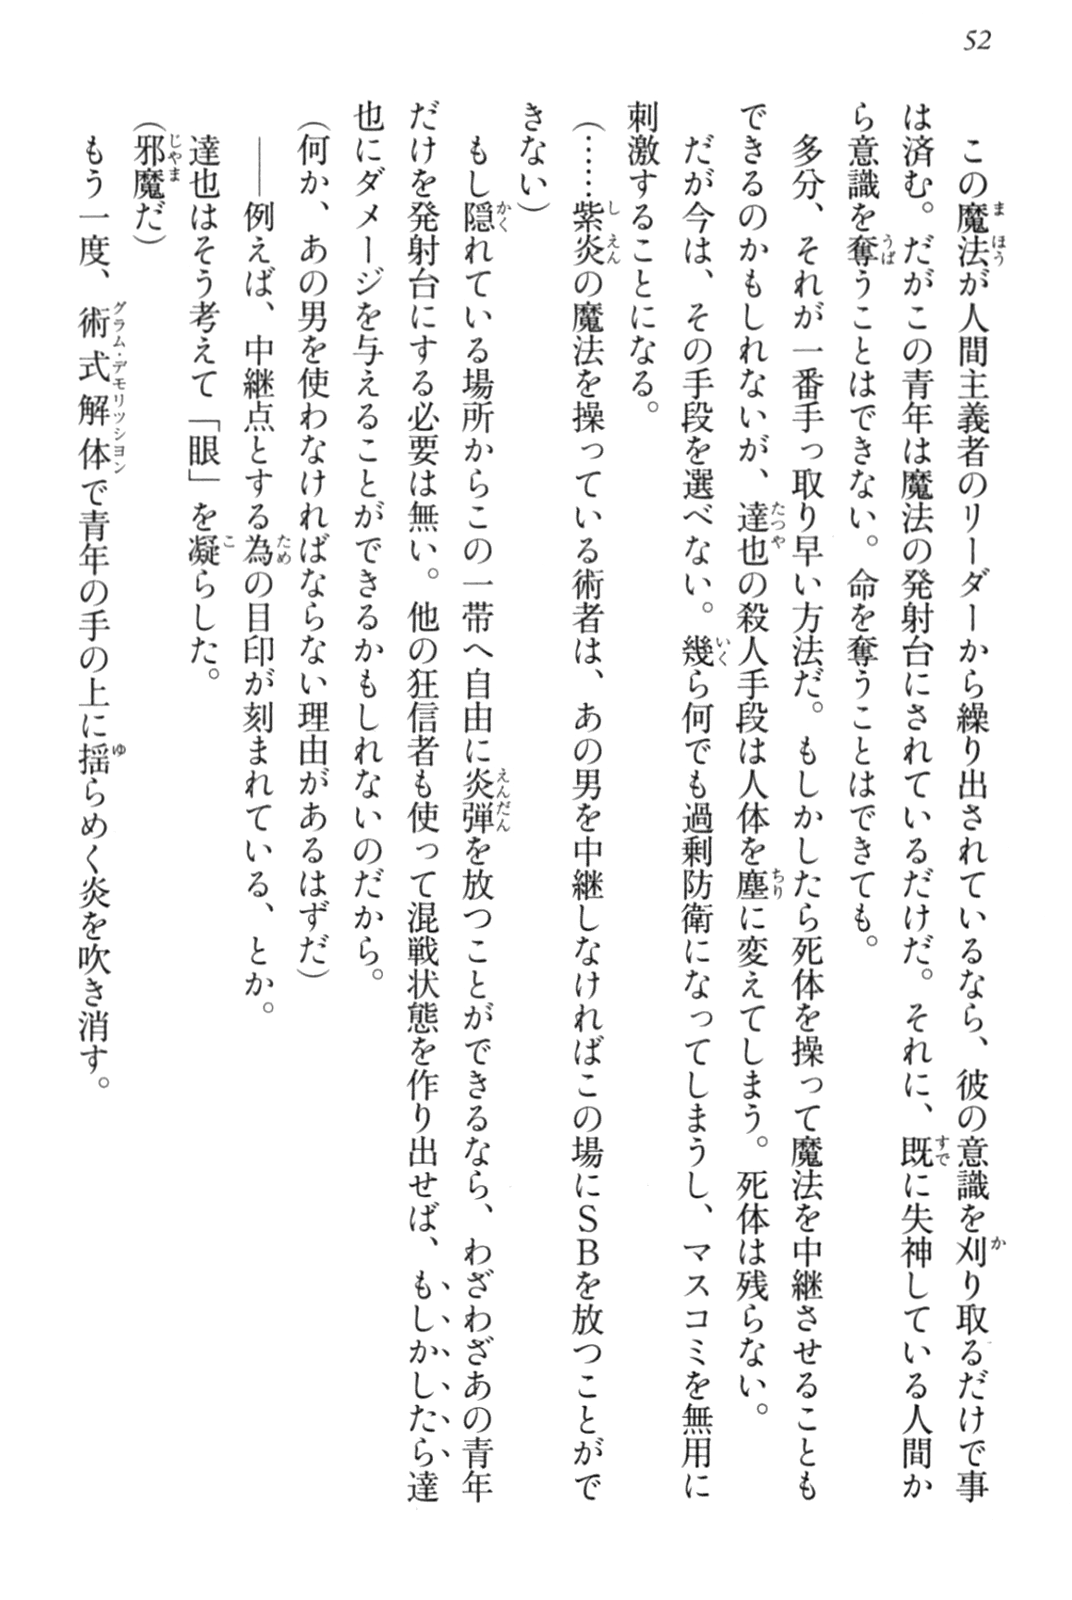 52
この魔法が人間主義者のリーダーから繰り出されているなら、彼の意識を刈り取るだけで事
は済む。だがこの青年は魔法の発射台にされているだけだ。それに、既に失神している人間か
ら意識を奪うことはできない。命を奪うことはできても。
多分、それが一番手っ取り早い方法だ。もしかしたら死体を操って魔法を中継させることも
できるのかもしれないが、達也の殺人手段は人体を塵に変えてしまう。死体は残らない。
だが今は、その手段を選べない。幾ら何でも過剰防衛になってしまうし、マスコミを無用に
刺激することになる。
（……紫炎の魔法を操っている術者は、あの男を中継しなければこの場にＳＢを放つことがで
きない）
もし隠れている場所からこの一帯へ自由に炎弾を放つことができるなら、わざわざあの青年
だけを発射台にする必要は無い。他の狂信者も使って混戦状態を作り出せば、もしかしたら達
也にダメージを与えることができるかもしれないのだから。
（何か、あの男を使わなければならない理由があるはずだ）
――例えば、中継点とする為の目印が刻まれている、とか。
達也はそう考えて「眼」を凝らした。
（邪魔だ）
もう一度、術式解体で青年の手の上に揺らめく炎を吹き消す。